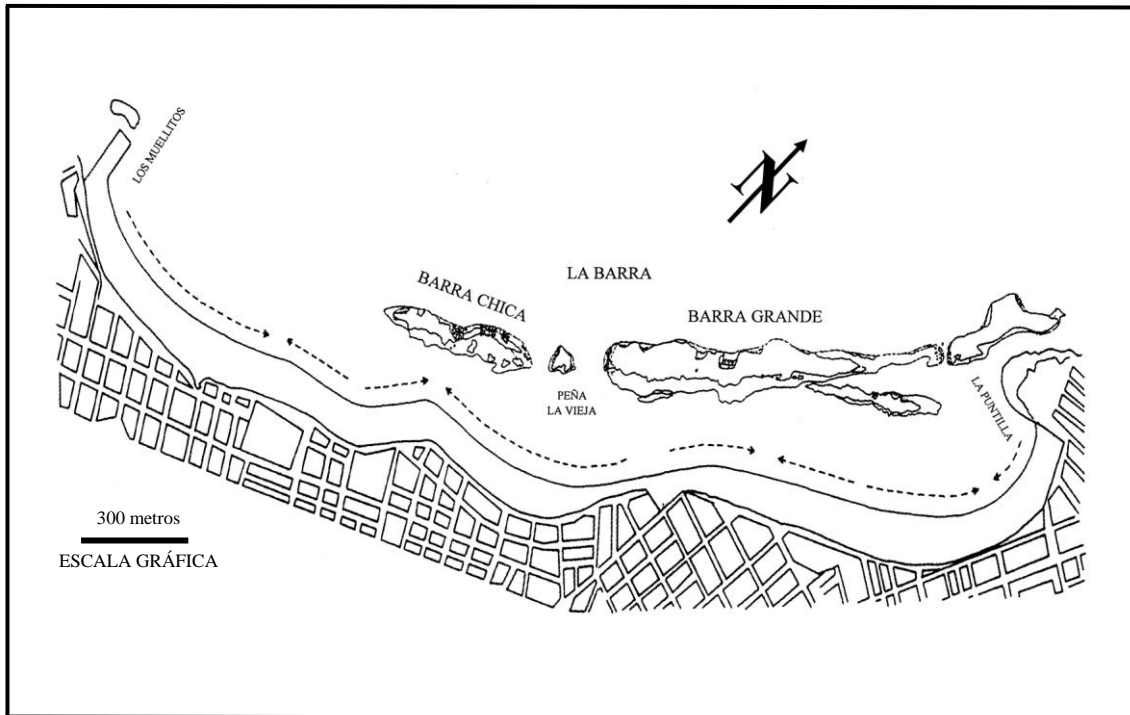 LOS MUELLITOS
N
LA BARRA
BARRA CHICA
BARRA GRANDE
PEÑA
LA VIEJA
LA PUNTILLA
300 metros
ESCALA GRÁFICA